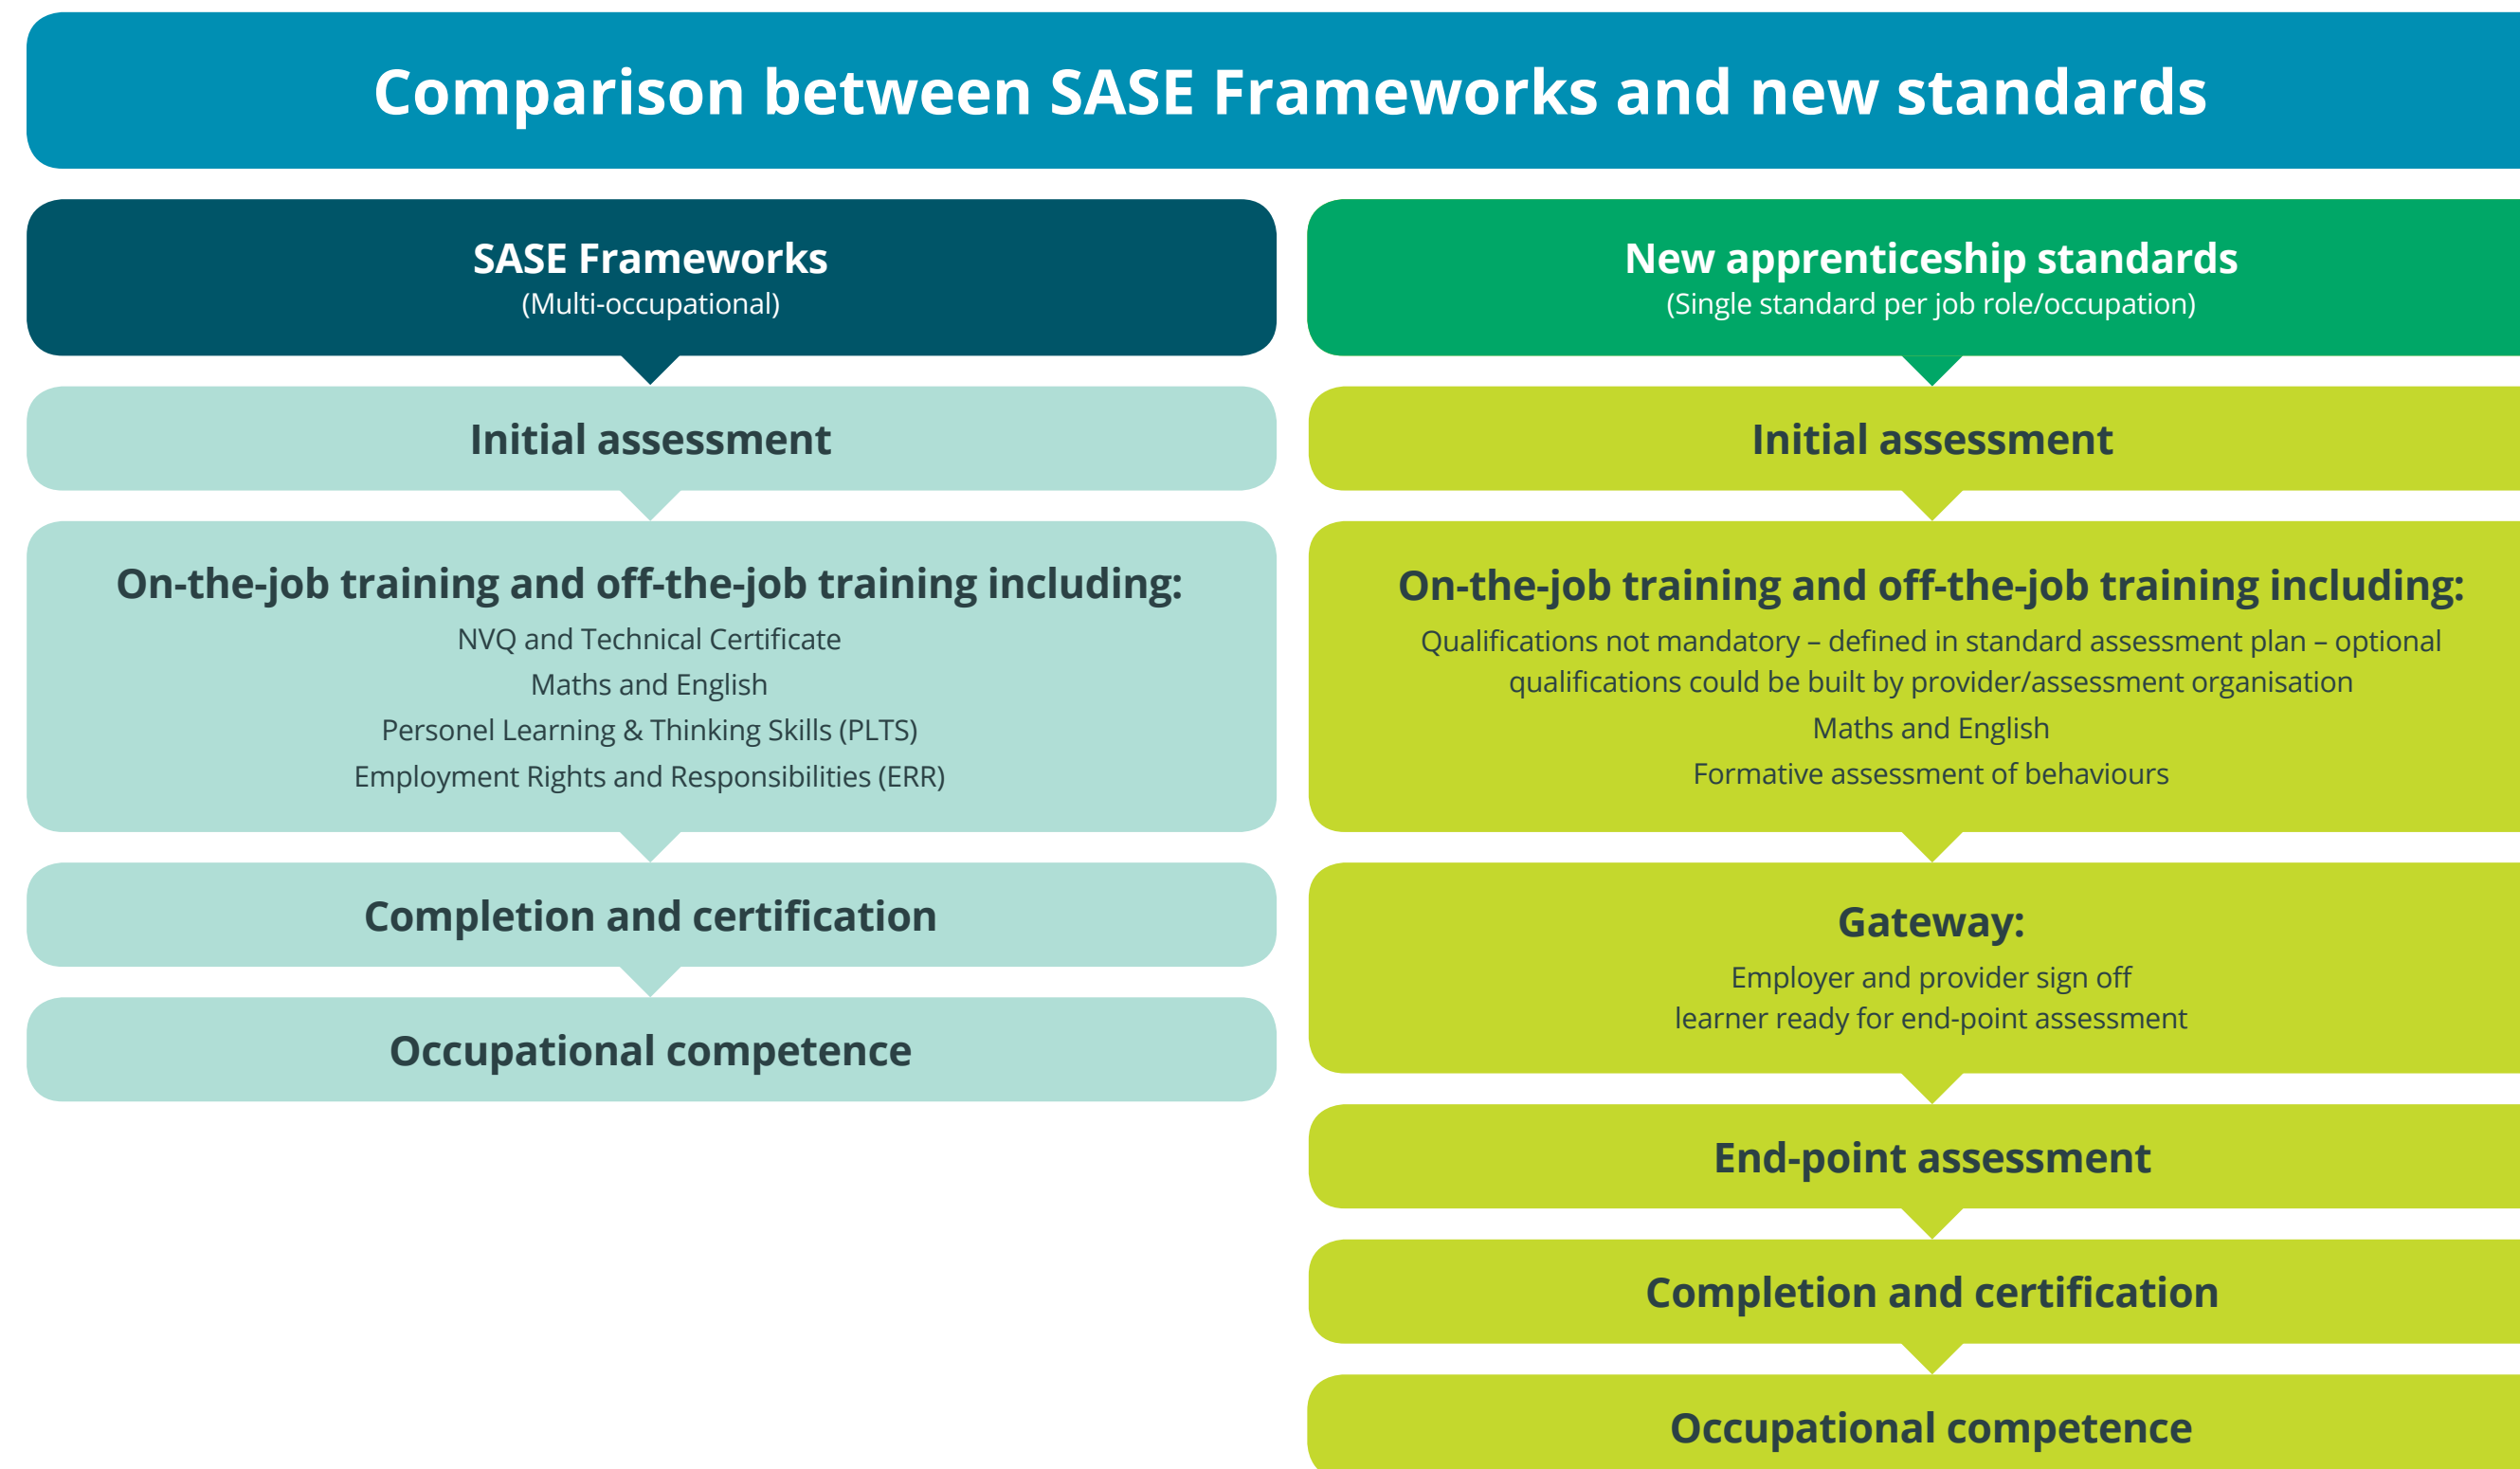 Comparison between SASE Frameworks and new standards
SASE Frameworks
(Multi-occupational)
Initial assessment
On-the-job training and off-the-job training including:
NVQ and Technical Certificate
Maths and English
Personel Learning & Thinking Skills (PLTS)
Employment Rights and Responsibilities (ERR)
Completion and certification
Occupational competence
New apprenticeship standards
(Single standard per job role/occupation)
Initial assessment
On-the-job training and off-the-job training including:
Qualifications not mandatory – defined in standard assessment plan – optional
qualifications could be built by provider/assessment organisation
Maths and English
Formative assessment of behaviours
Gateway:
Employer and provider sign off
learner ready for end-point assessment
End-point assessment
Completion and certification
Occupational competence